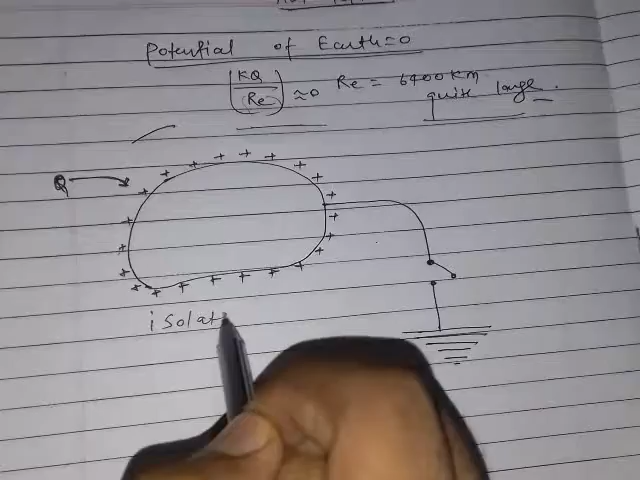 Potential of Earth = 0
|KQ/Re| ≈ 0 Re = 6400 km
quite large.
Q
+ + + + + + + + + + + + + + + + + + + + + + +
isolat